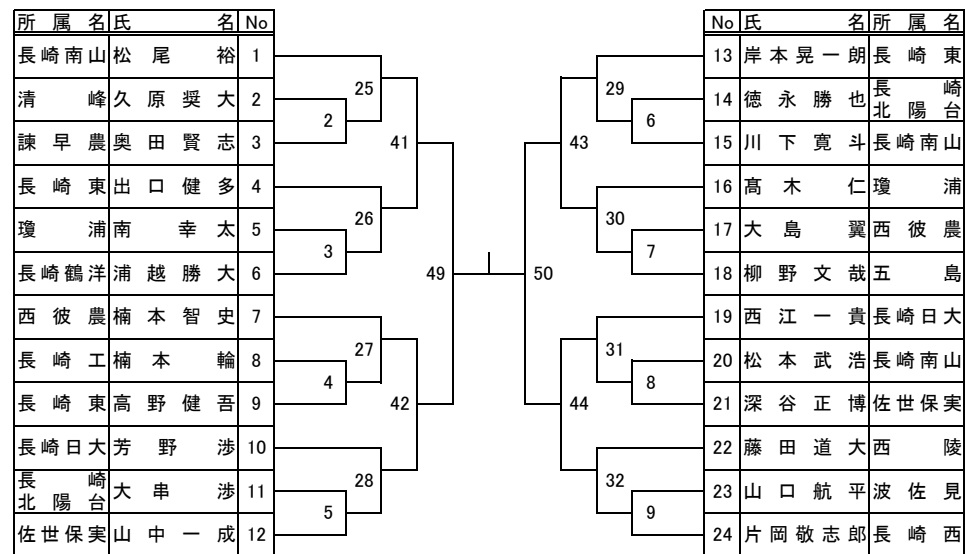 所属名 氏名 No
長崎南山 松尾裕 1
清峰 久原奨大 2
諫早農 奥田賢志 3
長崎東 出口健多 4
瓊浦 南幸太 5
長崎鶴洋 浦越勝大 6
西彼農 楠本智史 7
長崎工 楠本輪 8
長崎東 高野健吾 9
長崎日大 芳野渉 10
長崎北陽台 大串渉 11
佐世保実 山中一成 12
25
2
41
26
3
49
27
4
42
28
5
No 氏名 所属名
13 岸本晃一朗 長崎東
14 徳永勝也 長崎北陽台
15 川下寛斗 長崎南山
16 髙木仁 瓊浦
17 大島翼 西彼農
18 柳野文哉 五島
19 西江一貴 長崎日大
20 松本武浩 長崎南山
21 深谷正博 佐世保実
22 藤田道大 西陵
23 山口航平 波佐見
24 片岡敬志郎 長崎西
29
6
43
30
7
50
31
8
44
32
9